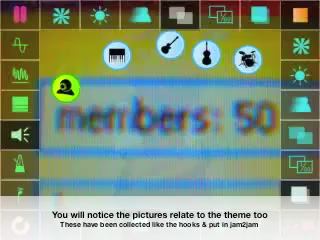 members: 50
You will notice the pictures relate to the theme too
These have been collected like the hooks & put in jam2jam